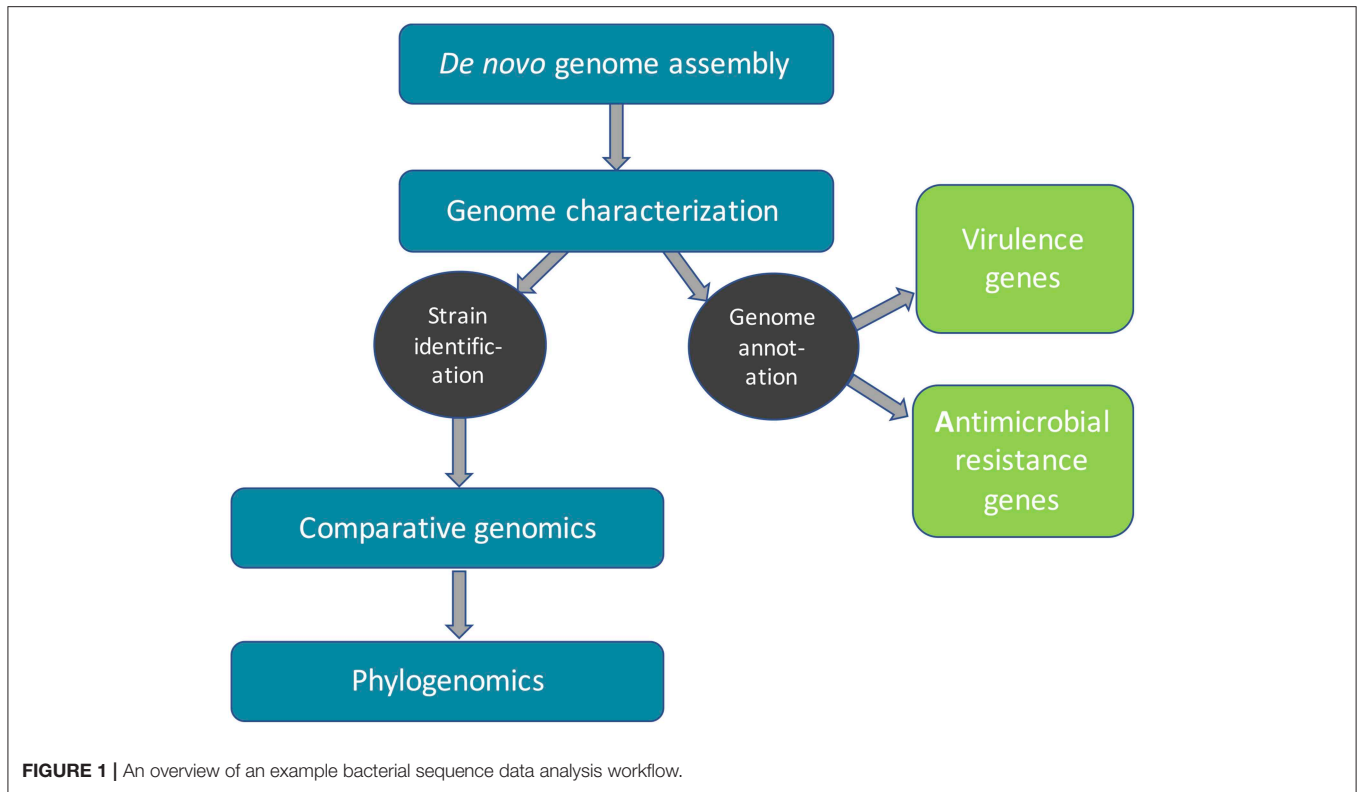 De novo genome assembly
Genome characterization
Strain
identific-
ation
Genome
annot-
ation
Virulence
genes
Antimicrobial
resistance
genes
Comparative genomics
Phylogenomics
FIGURE 1 | An overview of an example bacterial sequence data analysis workflow.